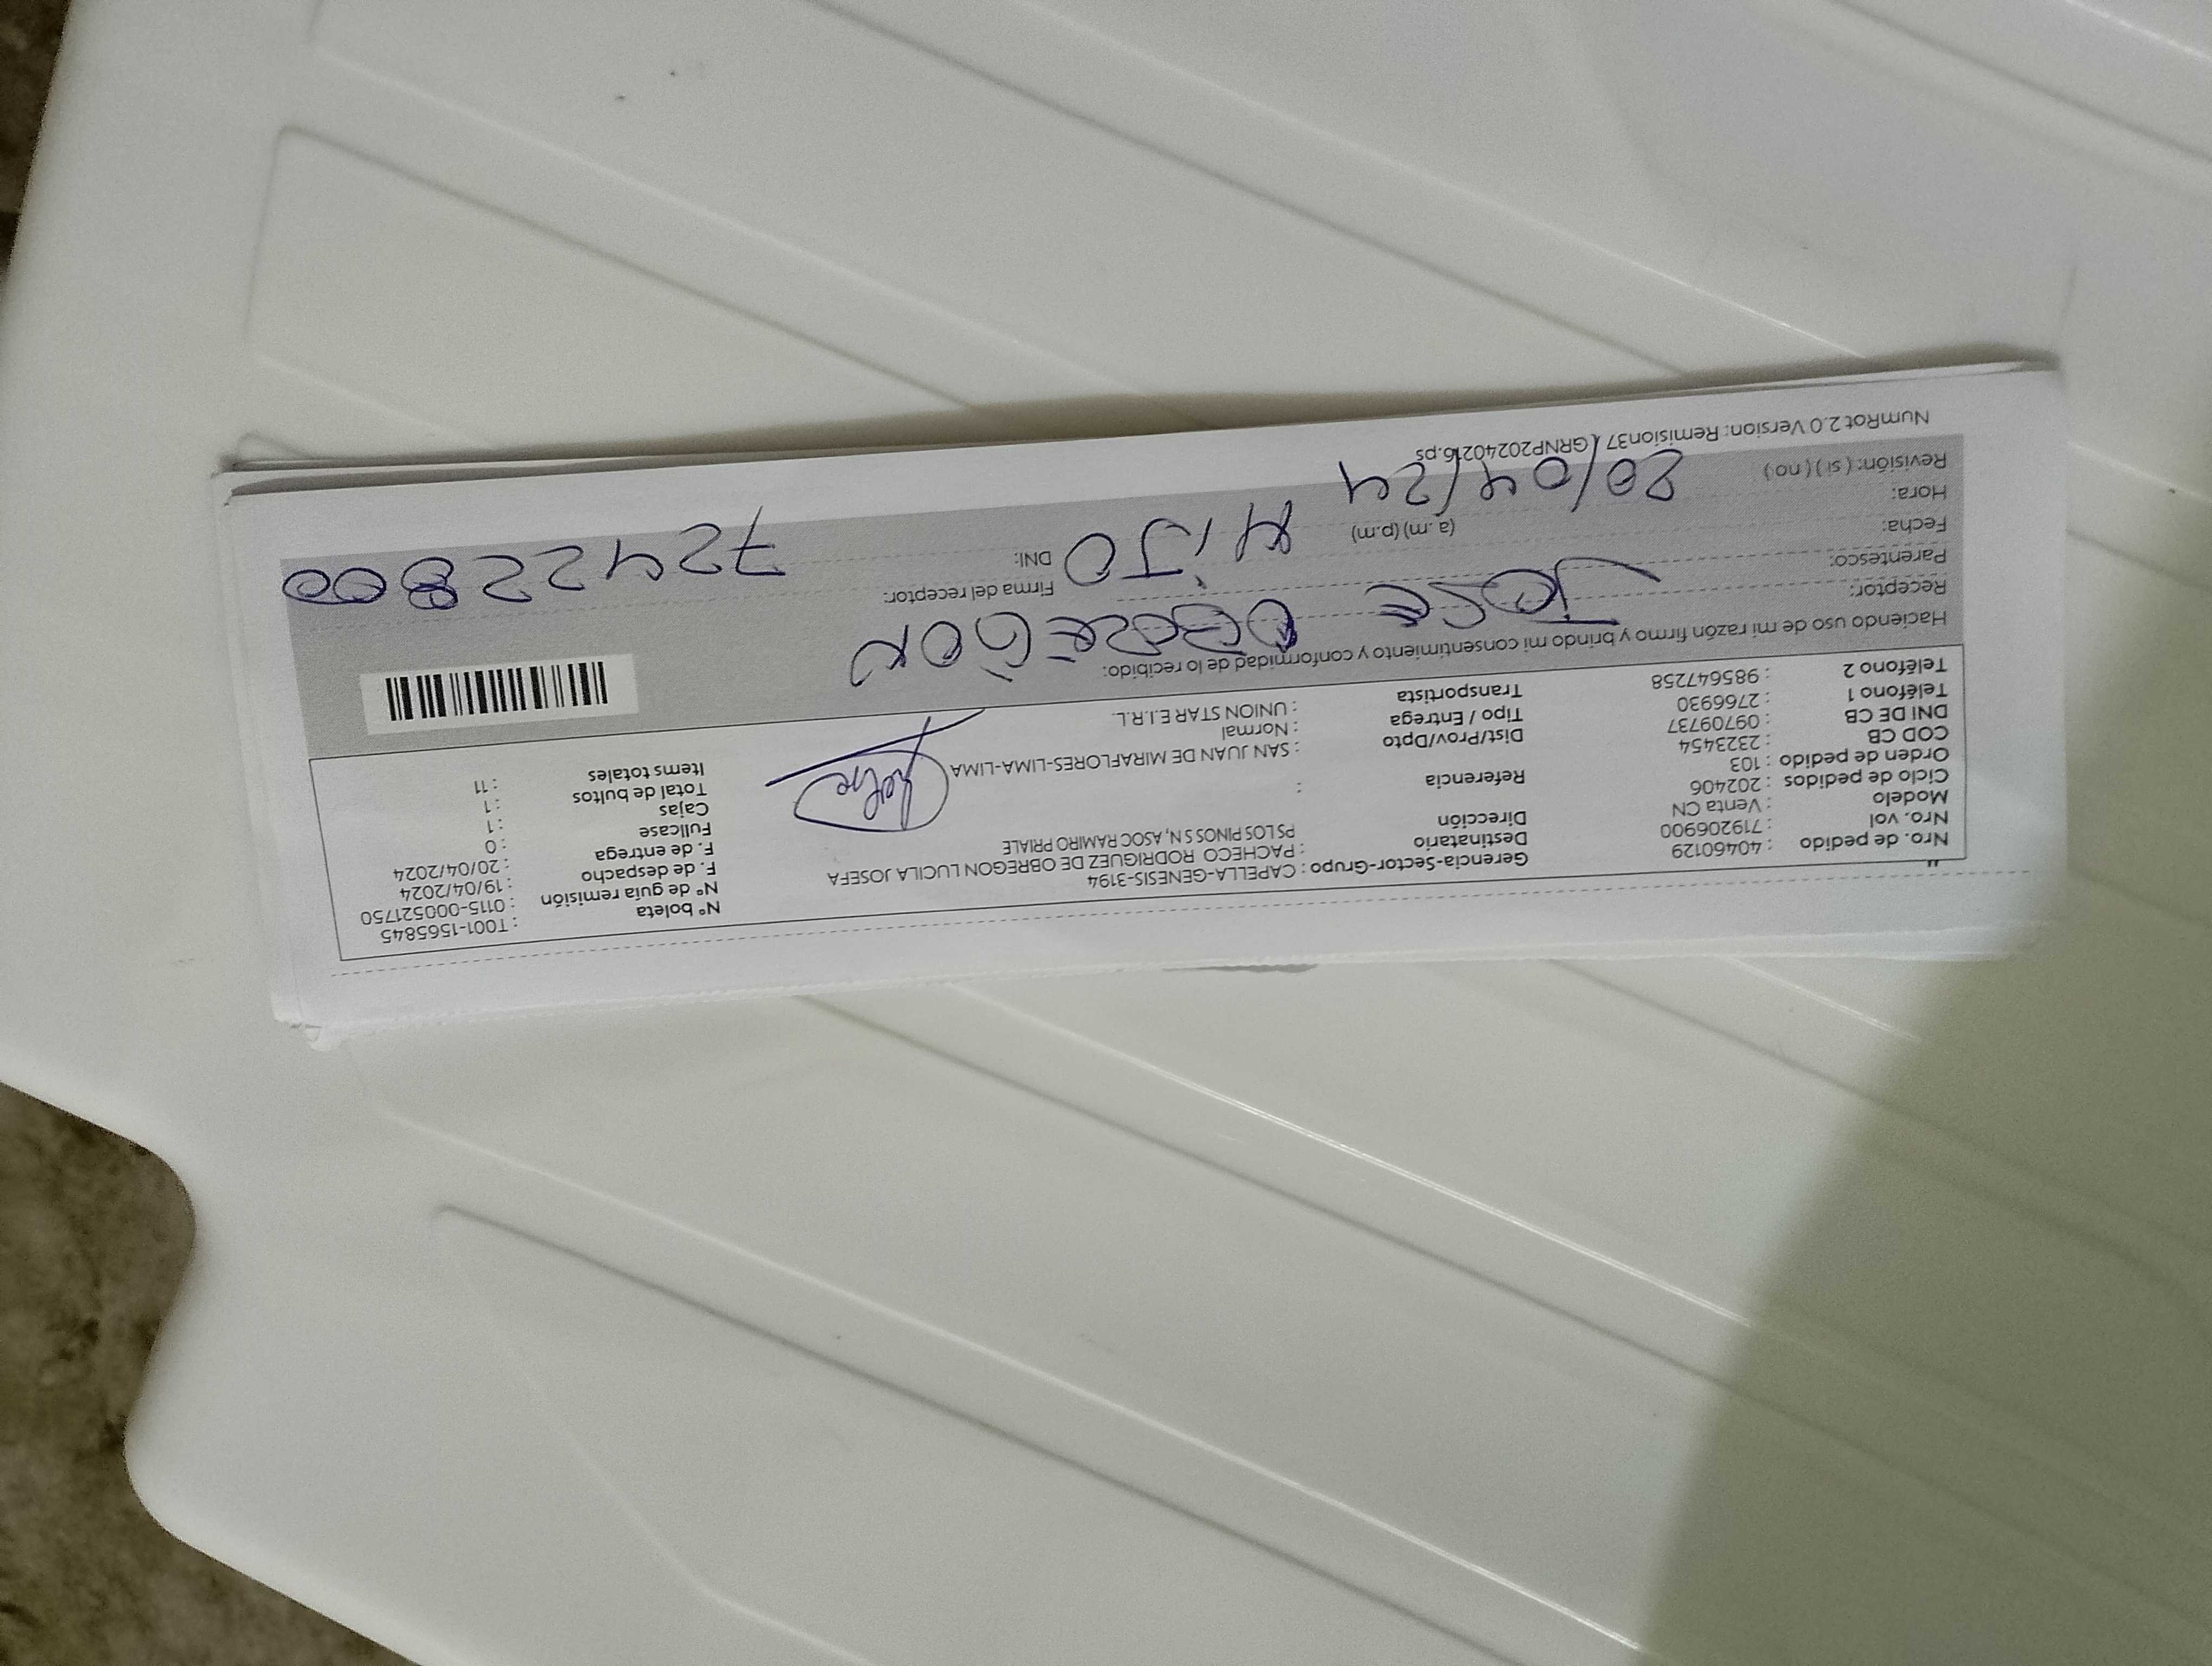 Nro. de pedido : 40460129
Nro. vol : 719206900
Modelo : Venta CN
Ciclo de pedidos : 202406
Orden de pedido : 103
COD CB : 2323454
DNI DE CB : 09709737
Teléfono 1 : 2766930
Teléfono 2 : 985647258
Gerencia-Sector-Grupo : CAPELLA-GENESIS-3194
Destinatario : PACHECO RODRIGUEZ DE OBREGON LUCILA JOSEFA
Dirección PS LOS PINOS S N, ASOC RAMIRO PRIALE
Referencia :
Dist/Prov/Dpto : SAN JUAN DE MIRAFLORES-LIMA-LIMA
Tipo / Entrega : Normal
Transportista : UNION STAR E.I.R.L.
N° boleta : T001-1565845
N° de guia remisión : 0115-000521750
F. de despacho : 19/04/2024
F. de entrega : 20/04/2024
Fullcase : 0
Cajas : 1
Total de bultos : 1
Items totales : 11
Haciendo uso de mi razón firmo y brindo mi consentimiento y conformidad de lo recibido:
Receptor: JOSE OBREGON
Parentesco: HIJO
Firma del receptor:
DNI: 72422800
Fecha: 20/04/24
Hora: (a.m) (p.m)
Revisión: ( si ) ( no )
NumRot 2.0 Version: Remision37 / GRNP20240216.ps